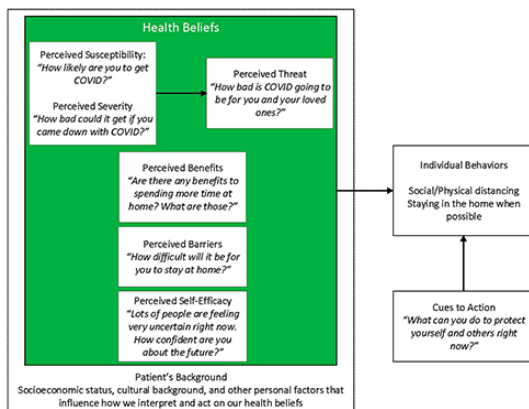 Health Beliefs
Perceived Susceptibility:
“How likely are you to get
COVID?”
Perceived Severity
“How bad could it get if you
came down with COVID?”
Perceived Threat
“How bad is COVID going to
be for you and your loved
ones?”
Perceived Benefits
“Are there any benefits to
spending more time at
home? What are those?”
Perceived Barriers
“How difficult will it be for
you to stay at home?”
Perceived Self-Efficacy
“Lots of people are feeling
very uncertain right now.
How confident are you
about the future?”
Patient’s Background
Socioeconomic status, cultural background, and other personal factors that
influence how we interpret and act on our health beliefs
Individual Behaviors
Social/Physical distancing
Staying in the home when
possible
Cues to Action
“What can you do to protect
yourself and others right
now?”